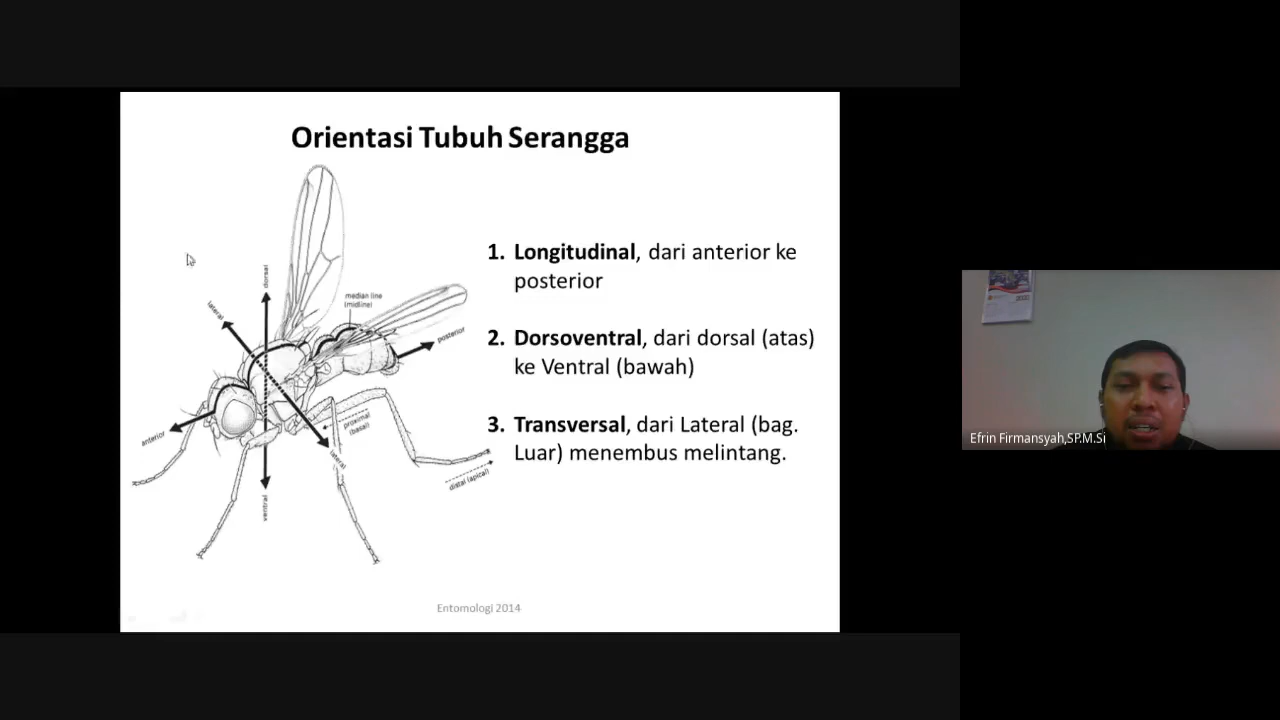 Orientasi Tubuh Serangga
dorsal
lateral
median line
(midline)
posterior
anterior
proximal
(basal)
lateral
distal (apical)
ventral
1. Longitudinal, dari anterior ke
posterior
2. Dorsoventral, dari dorsal (atas)
ke Ventral (bawah)
3. Transversal, dari Lateral (bag.
Luar) menembus melintang.
Entomologi 2014
Efrin Firmansyah,SP.M.Si